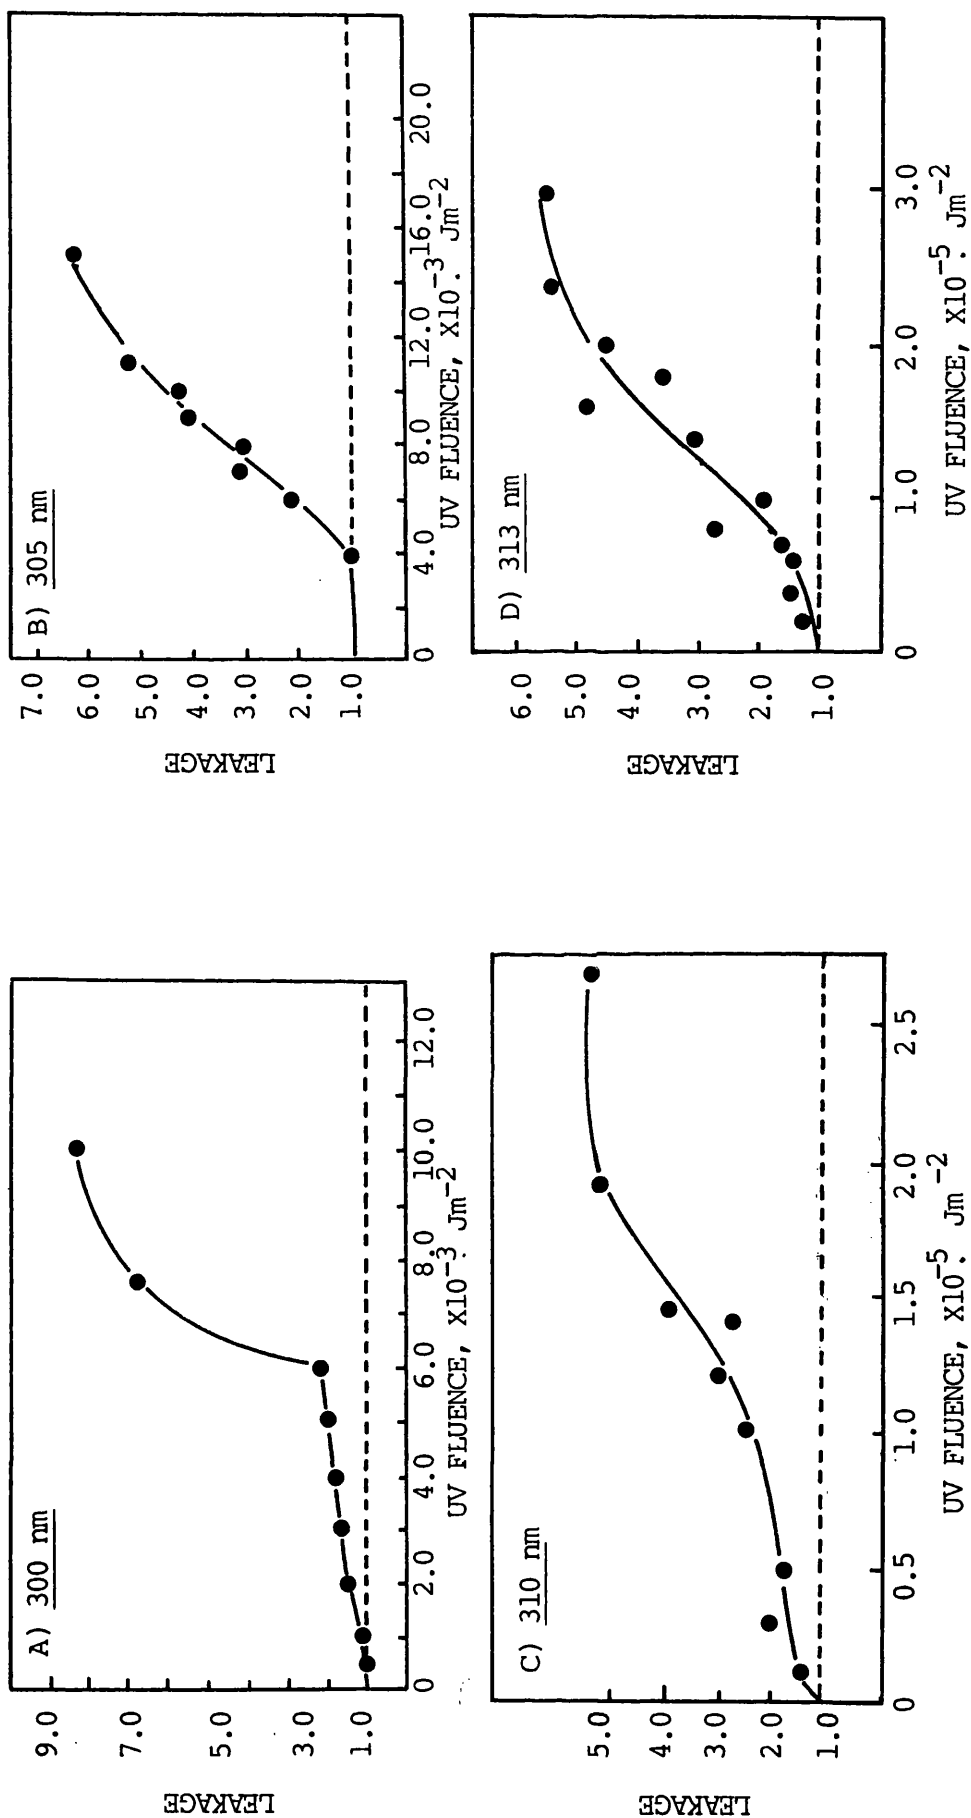 A) 300 nm
LEAKAGE
9.0
7.0
5.0
3.0
1.0
0 2.0 4.0 6.0 8.0 10.0 12.0
UV FLUENCE, X10⁻³. Jm⁻²
B) 305 nm
LEAKAGE
7.0
6.0
5.0
4.0
3.0
2.0
1.0
0 4.0 8.0 12.0 16.0 20.0
UV FLUENCE, X10⁻³. Jm⁻²
C) 310 nm
LEAKAGE
5.0
4.0
3.0
2.0
1.0
0 0.5 1.0 1.5 2.0 2.5
UV FLUENCE, X10⁻⁵. Jm⁻²
D) 313 nm
LEAKAGE
6.0
5.0
4.0
3.0
2.0
1.0
0 1.0 2.0 3.0
UV FLUENCE, X10⁻⁵. Jm⁻²